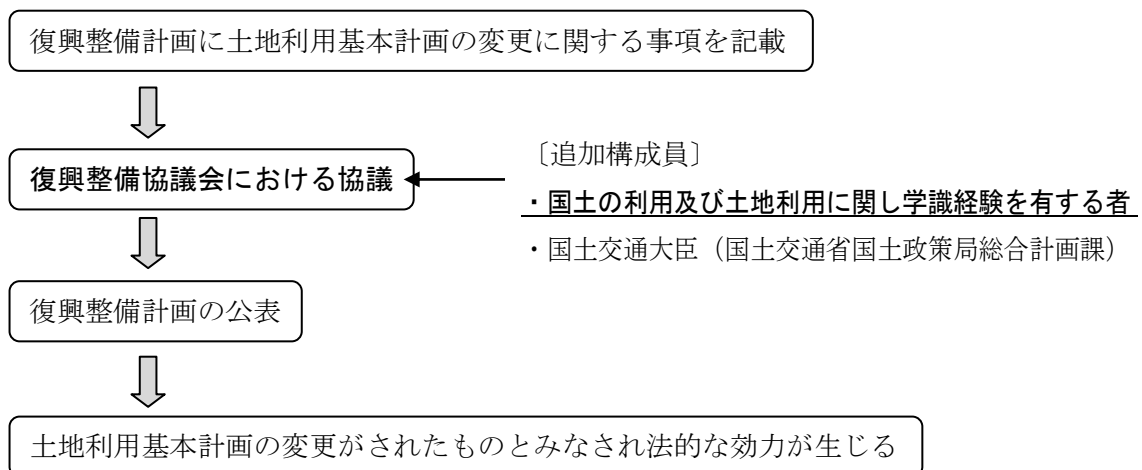 復興整備計画に土地利用基本計画の変更に関する事項を記載
復興整備協議会における協議
〔追加構成員〕
・国土の利用及び土地利用に関し学識経験を有する者
・国土交通大臣（国土交通省国土政策局総合計画課）
復興整備計画の公表
土地利用基本計画の変更がされたものとみなされ法的な効力が生じる